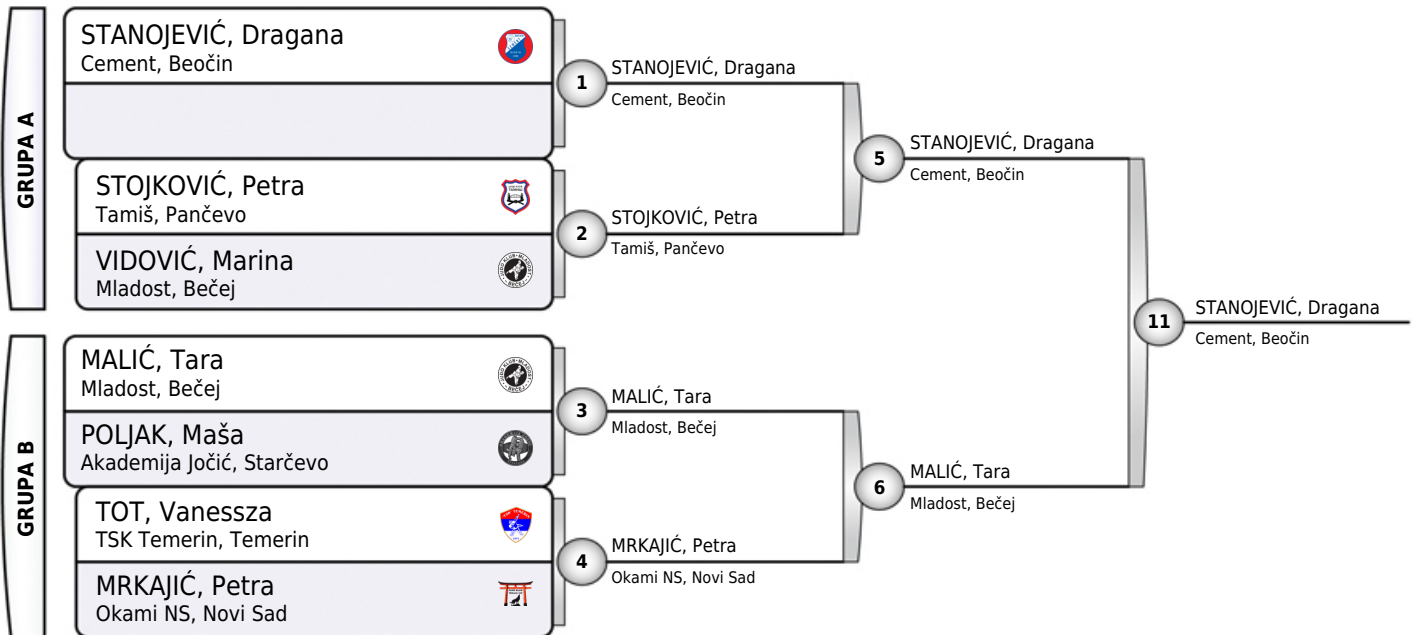 GRUPA A
STANOJEVIĆ, Dragana
Cement, Beočin
STOJKOVIĆ, Petra
Tamiš, Pančevo
VIDOVIĆ, Marina
Mladost, Bečej
1
STANOJEVIĆ, Dragana
Cement, Beočin
2
STOJKOVIĆ, Petra
Tamiš, Pančevo
5
STANOJEVIĆ, Dragana
Cement, Beočin
GRUPA B
MALIĆ, Tara
Mladost, Bečej
POLJAK, Maša
Akademija Jočić, Starčevo
TOT, Vanessza
TSK Temerin, Temerin
MRKAJIĆ, Petra
Okami NS, Novi Sad
3
MALIĆ, Tara
Mladost, Bečej
4
MRKAJIĆ, Petra
Okami NS, Novi Sad
6
MALIĆ, Tara
Mladost, Bečej
11
STANOJEVIĆ, Dragana
Cement, Beočin